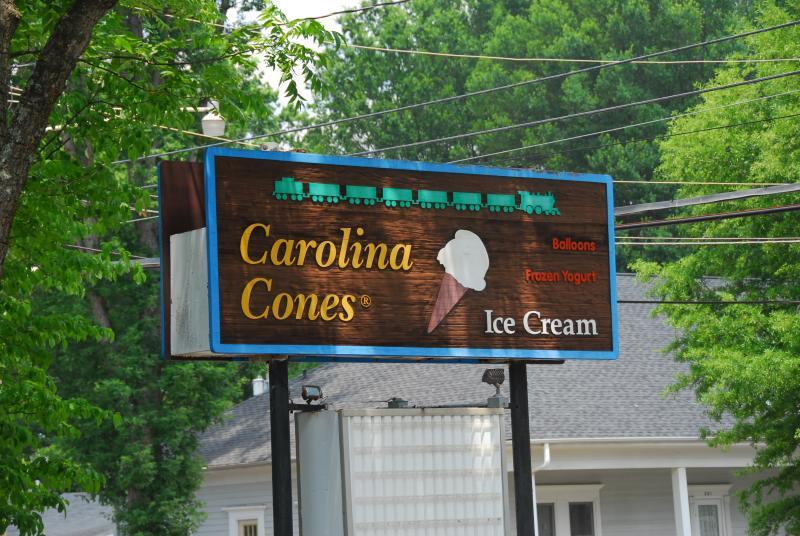 Carolina
Cones®
Balloons
Frozen Yogurt
Ice Cream